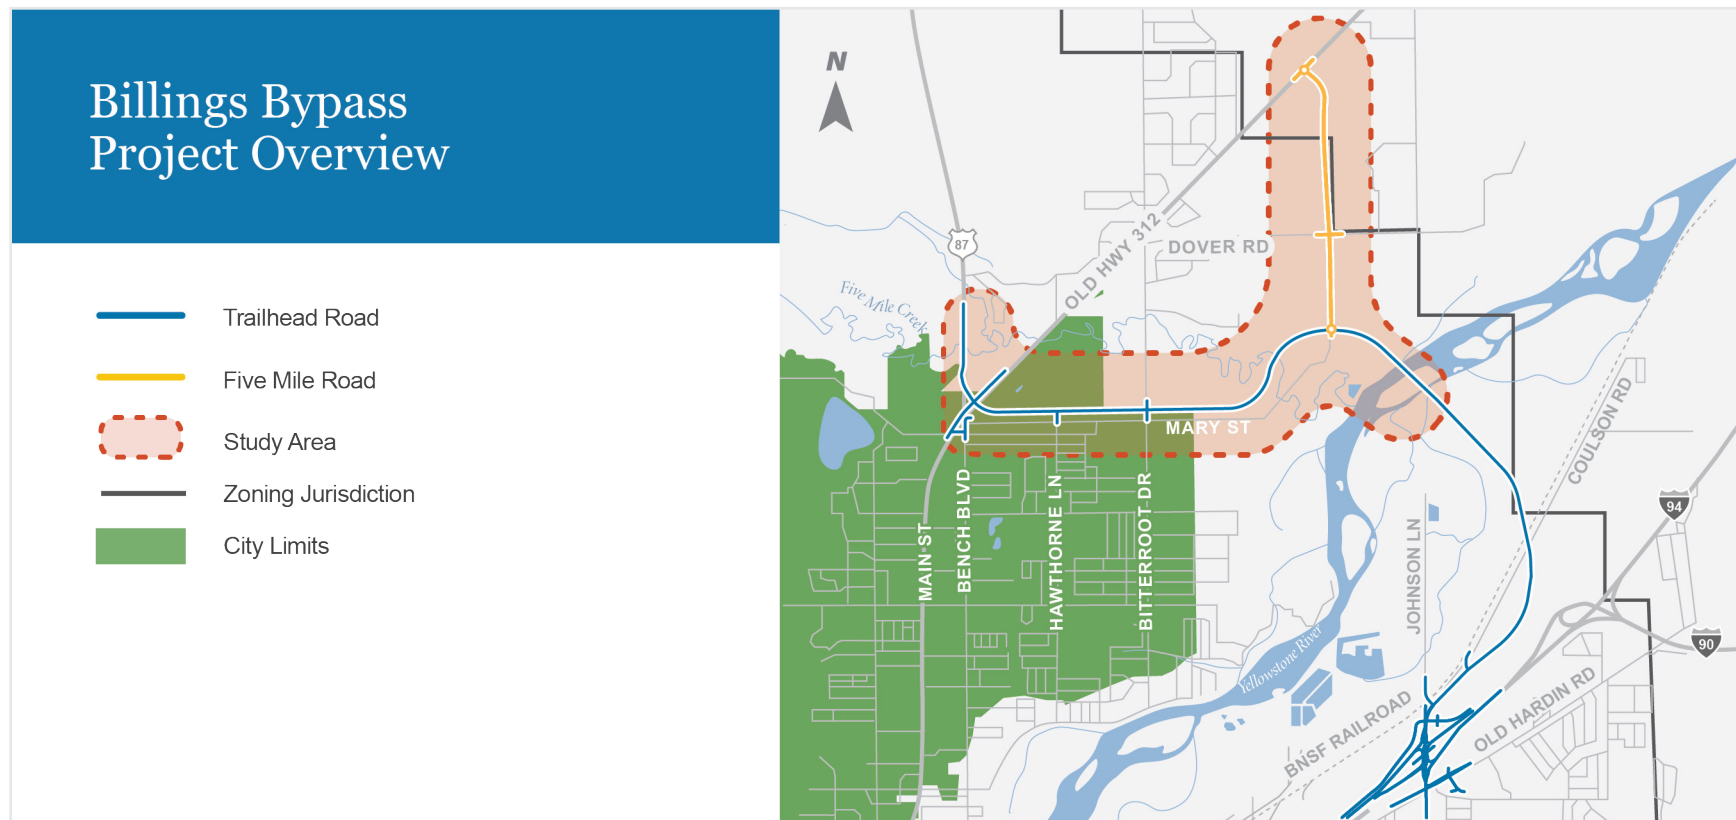 Billings Bypass
Project Overview
Trailhead Road
Five Mile Road
Study Area
Zoning Jurisdiction
City Limits
N
87
OLD HWY 312
DOVER RD
Five Mile Creek
MARY ST
COULSON RD
MAIN ST
BENCH BLVD
HAWTHORNE LN
BITTERROOT DR
JOHNSON LN
94
90
Yellowstone River
BNSF RAILROAD
OLD HARDIN RD